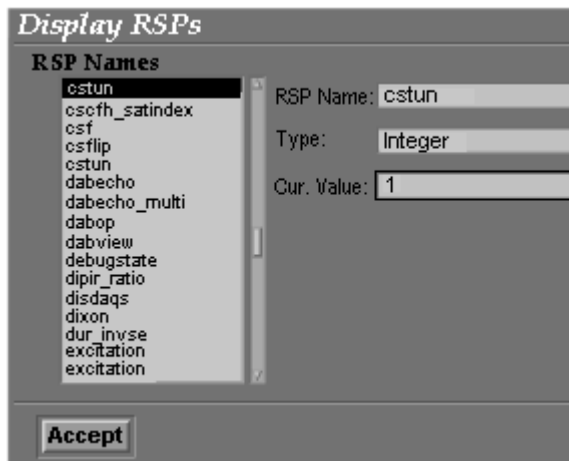 Display RSPs
RSP Names
cstun
cscfh_satindex
csf
csflip
cstun
dabecho
dabecho_multi
dabop
dabview
debugstate
dipir_ratio
disdaqs
dixon
dur_invse
excitation
excitation
RSP Name: cstun
Type: Integer
Cur. Value: 1
Accept